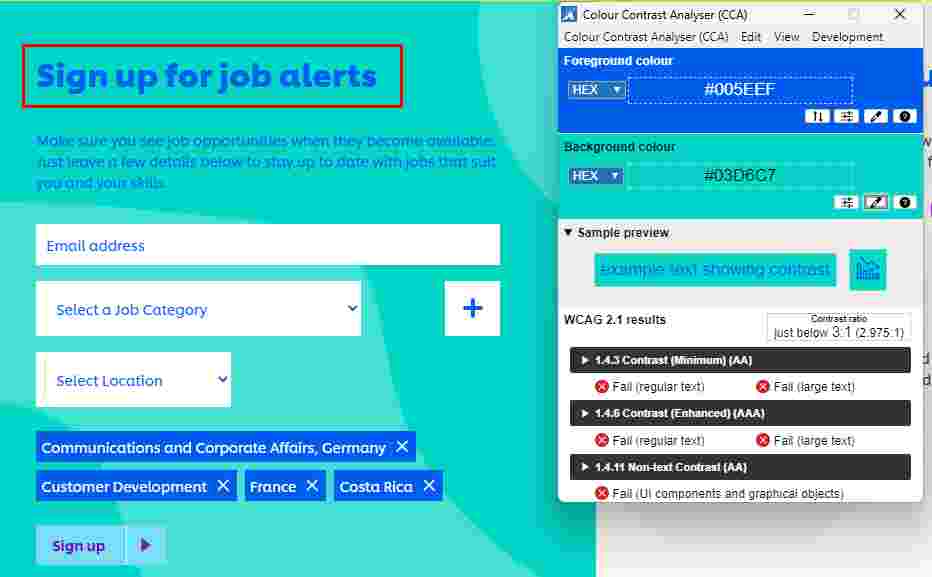 Sign up for job alerts
Make sure you see job opportunities when they become available.
Just leave a few details below to stay up to date with jobs that suit
you and your skills.
Email address
Select a Job Category
Select Location
Communications and Corporate Affairs, Germany
Customer Development
France
Costa Rica
Sign up
Colour Contrast Analyser (CCA)
Colour Contrast Analyser (CCA) Edit View Development
Foreground colour
HEX
#005EEF
Background colour
HEX
#03D6C7
Sample preview
Example text showing contrast
WCAG 2.1 results
Contrast ratio
just below 3:1 (2.975:1)
1.4.3 Contrast (Minimum) (AA)
Fail (regular text) Fail (large text)
1.4.6 Contrast (Enhanced) (AAA)
Fail (regular text) Fail (large text)
1.4.11 Non-text Contrast (AA)
Fail (UI components and graphical objects)